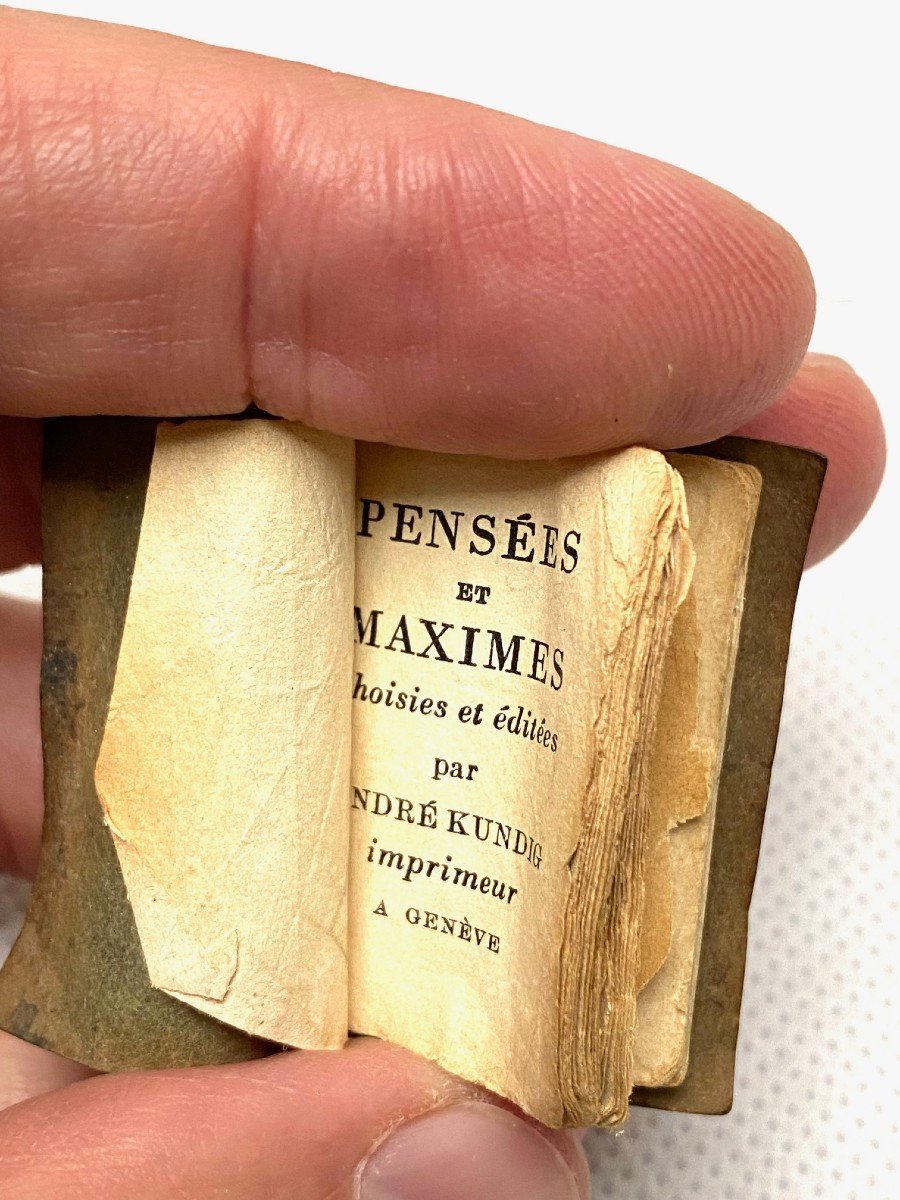 PENSÉES
ET
MAXIMES
hoisies et éditées
par
NDRÉ KUNDIG
imprimeur
A GENÈVE